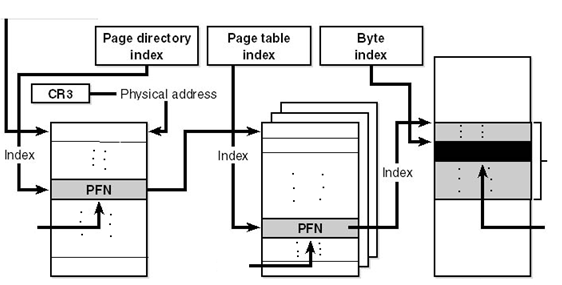 Page directory
index
Page table
index
Byte
index
CR3
Physical address
Index
Index
Index
PFN
PFN